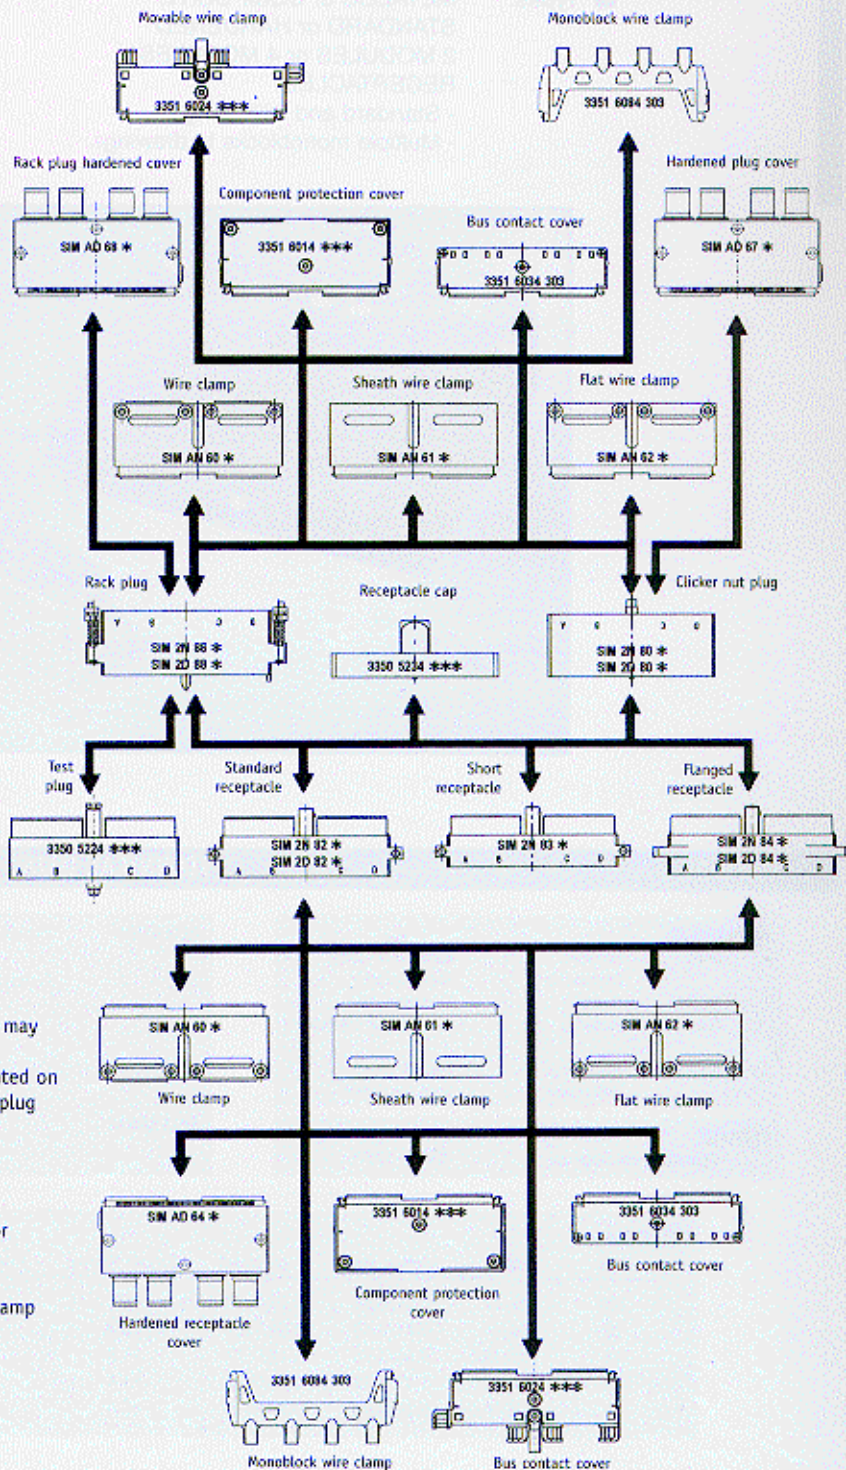 Movable wire clamp
Monoblock wire clamp
3351 6024 ***
3351 6084 303
Rack plug hardened cover
Component protection cover
Bus contact cover
Hardened plug cover
SIM AD 68 *
3351 6014 ***
3351 6034 303
SIM AD 67 *
Wire clamp
Sheath wire clamp
Flat wire clamp
SIM AN 60 *
SIM AN 61 *
SIM AN 62 *
Rack plug
Receptacle cap
Clicker nut plug
SIM 2N 88 *
SIM 2D 88 *
3350 5234 ***
SIM 2N 80 *
SIM 2D 80 *
Test plug
Standard receptacle
Short receptacle
Flanged receptacle
3350 5224 ***
A B C D
SIM 2N 82 *
SIM 2D 82 *
A B C D
SIM 2N 83 *
A B C D
SIM 2N 84 *
SIM 2D 84 *
A B C D
may
ted on
plug
SIM AN 60 *
SIM AN 61 *
SIM AN 62 *
Wire clamp
Sheath wire clamp
Flat wire clamp
or
amp
SIM AD 64 *
3351 6014 ***
3351 6034 303
Hardened receptacle cover
Component protection cover
Bus contact cover
3351 6084 303
3351 6024 ***
Monoblock wire clamp
Bus contact cover